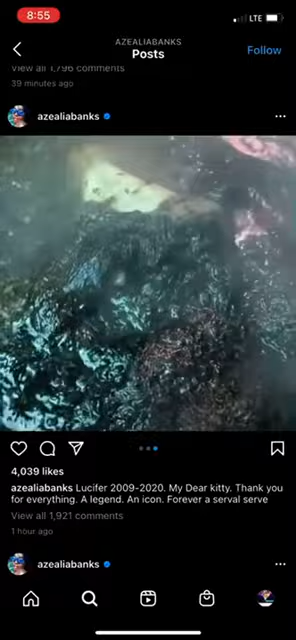 8:55
LTE
AZEALIABANKS
Posts
Follow
View all 1,796 comments
39 minutes ago
azealiabanks
4,039 likes
azealiabanks Lucifer 2009-2020. My Dear kitty. Thank you
for everything. A legend. An icon. Forever a serval serve
View all 1,921 comments
1 hour ago
azealiabanks